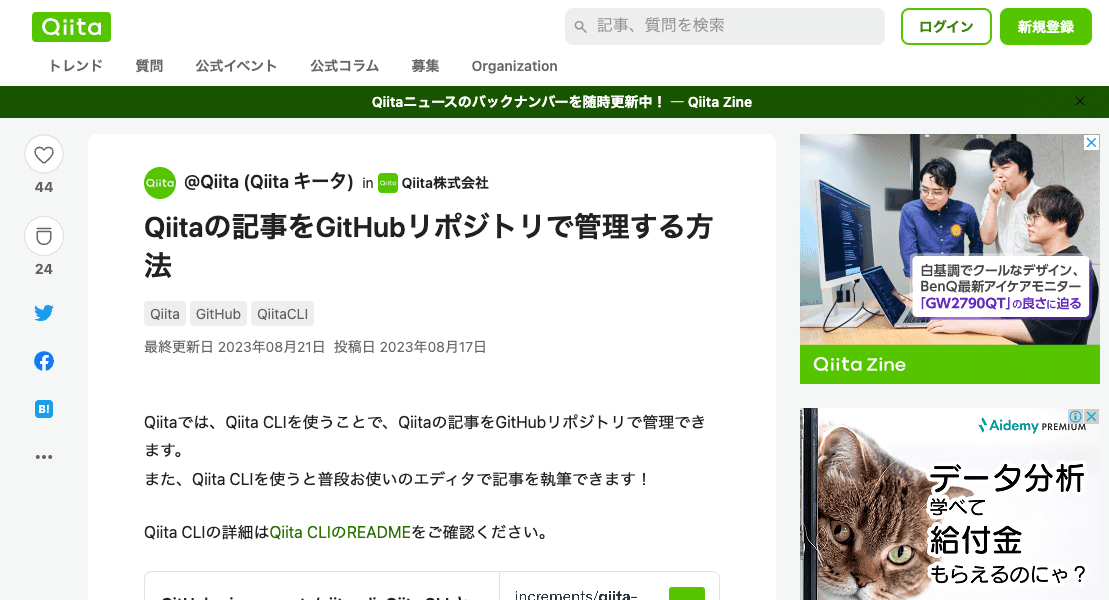 Qiita
記事、質問を検索
ログイン
新規登録
トレンド 質問 公式イベント 公式コラム 募集 Organization
Qiitaニュースのバックナンバーを随時更新中! — Qiita Zine
44
24
B!
Qiita
@Qiita (Qiita キータ) in Qiita Qiita株式会社
Qiitaの記事をGitHubリポジトリで管理する方
法
Qiita GitHub QiitaCLI
最終更新日 2023年08月21日 投稿日 2023年08月17日
Qiitaでは、Qiita CLIを使うことで、Qiitaの記事をGitHubリポジトリで管理でき
ます。
また、Qiita CLIを使うと普段お使いのエディタで記事を執筆できます!
Qiita CLIの詳細はQiita CLIのREADMEをご確認ください。
increments/qiita-
白基調でクールなデザイン、
BenQ最新アイケアモニター
「GW2790QT」の良さに迫る
Qiita Zine
Aidemy PREMIUM
データ分析
学べて
給付金
もらえるのにゃ?